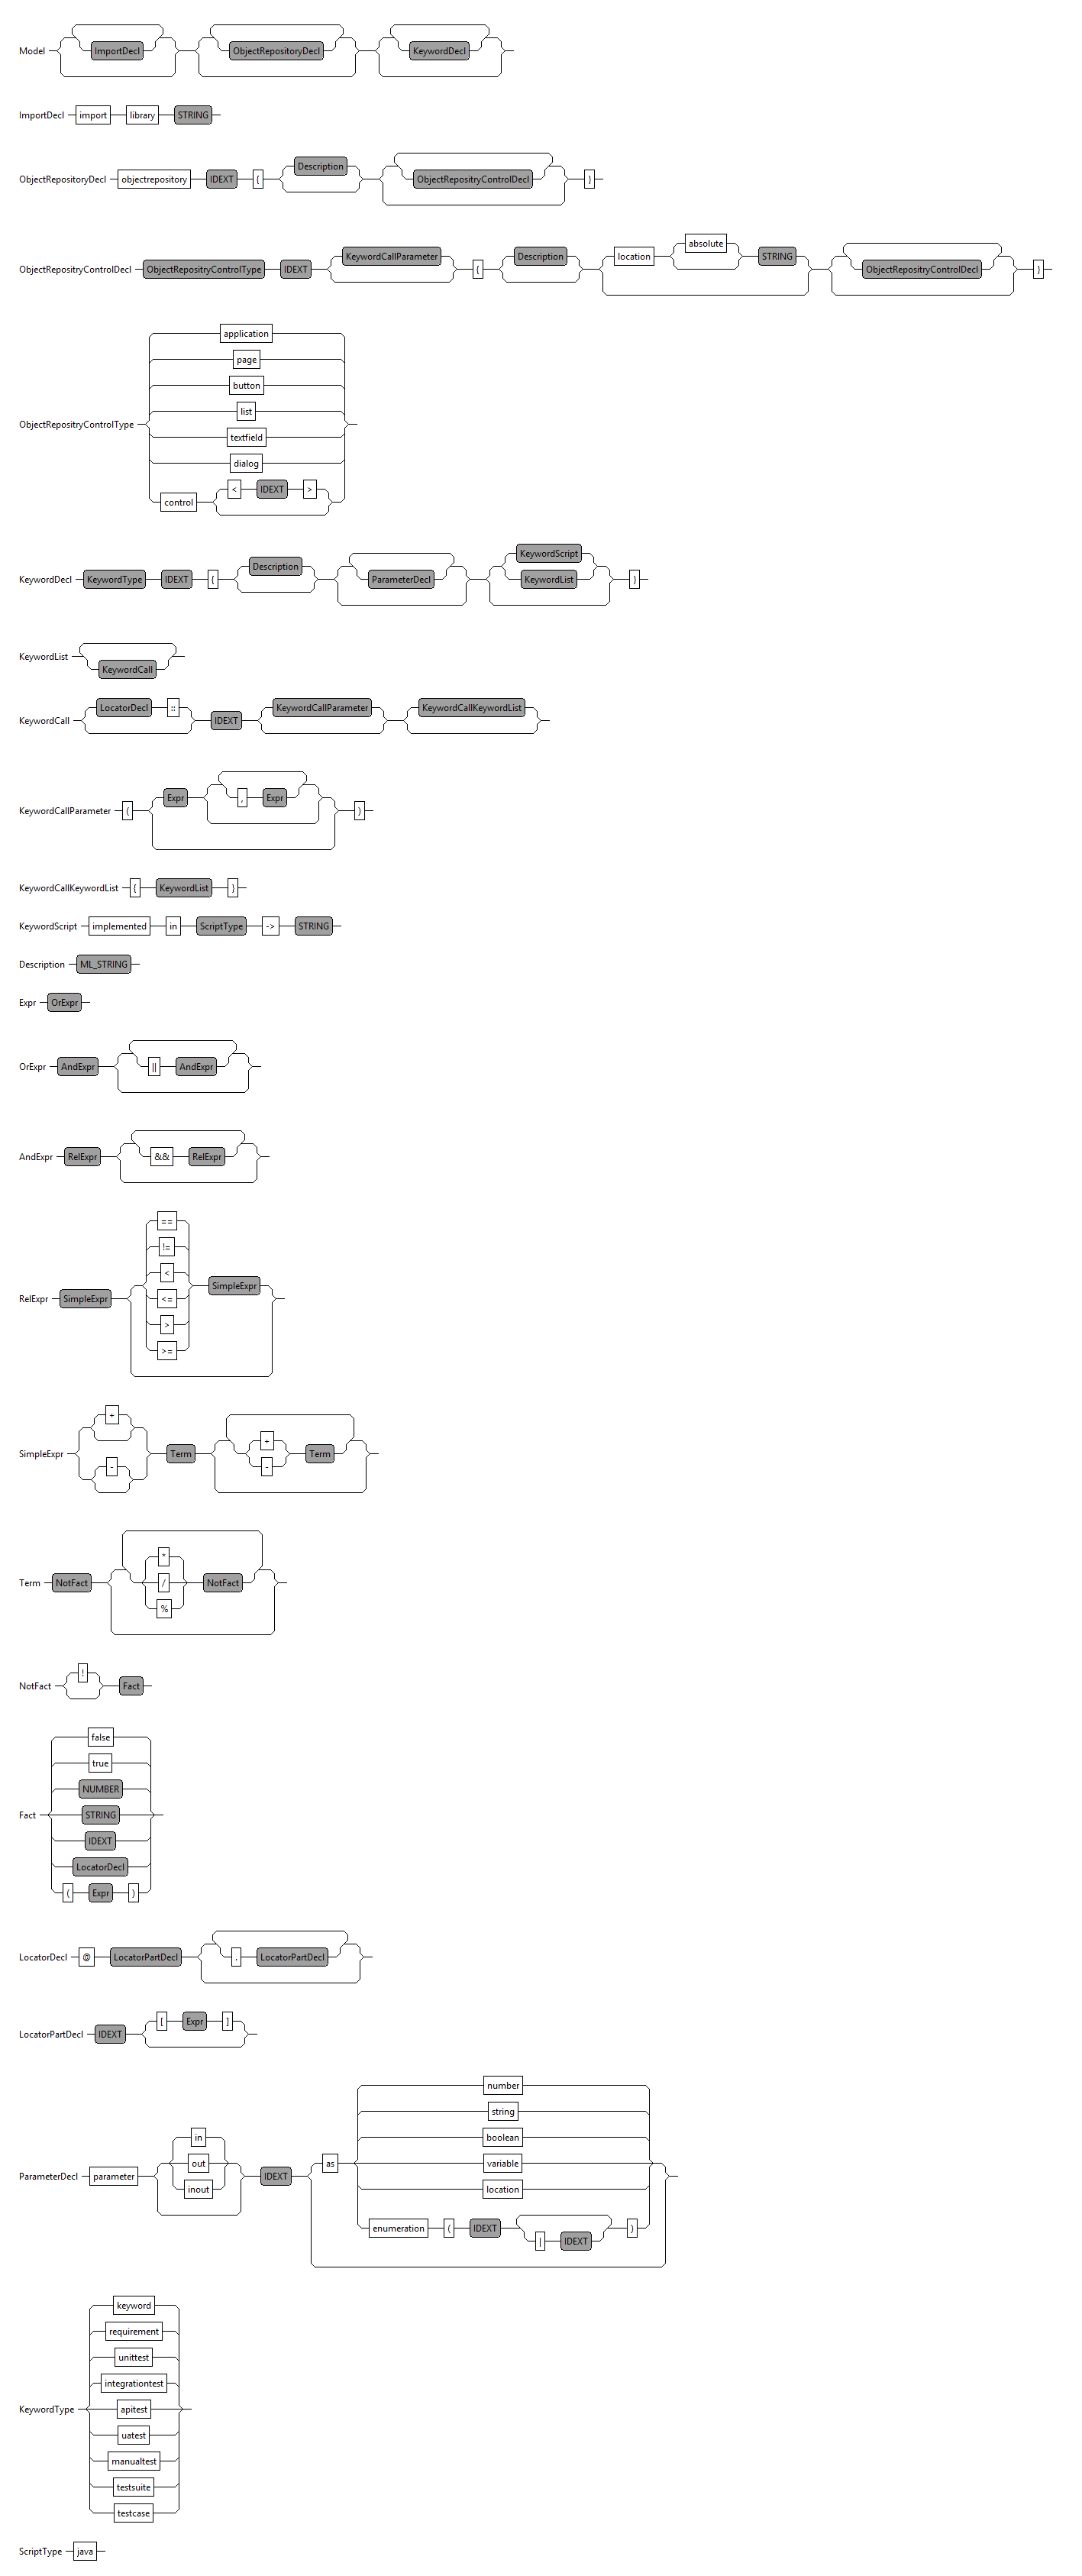 Model ImportDecl ObjectRepositoryDecl KeywordDecl
ImportDecl import library STRING
ObjectRepositoryDecl objectrepository IDEXT { Description ObjectRepositryControlDecl }
ObjectRepositryControlDecl ObjectRepositryControlType IDEXT KeywordCallParameter { Description location absolute STRING ObjectRepositryControlDecl }
application
page
button
list
ObjectRepositryControlType
textfield
dialog
< IDEXT >
control
KeywordDecl KeywordType IDEXT { Description ParameterDecl KeywordScript
KeywordList }
KeywordList KeywordCall
KeywordCall LocatorDecl :: IDEXT KeywordCallParameter KeywordCallKeywordList
KeywordCallParameter ( Expr , Expr )
KeywordCallKeywordList { KeywordList }
KeywordScript implemented in ScriptType -> STRING
Description ML_STRING
Expr OrExpr
OrExpr AndExpr || AndExpr
AndExpr RelExpr && RelExpr
==
!=
<
RelExpr SimpleExpr <= SimpleExpr
>
>=
+
SimpleExpr - Term + - Term
*
Term NotFact / NotFact
%
NotFact ! Fact
false
true
NUMBER
Fact STRING
IDEXT
LocatorDecl
( Expr )
LocatorDecl @ LocatorPartDecl . LocatorPartDecl
LocatorPartDecl IDEXT [ Expr ]
number
string
in boolean
out as variable
ParameterDecl parameter IDEXT
inout location
enumeration ( IDEXT | IDEXT )
keyword
requirement
unittest
integrationtest
KeywordType apitest
uatest
manualtest
testsuite
testcase
ScriptType java